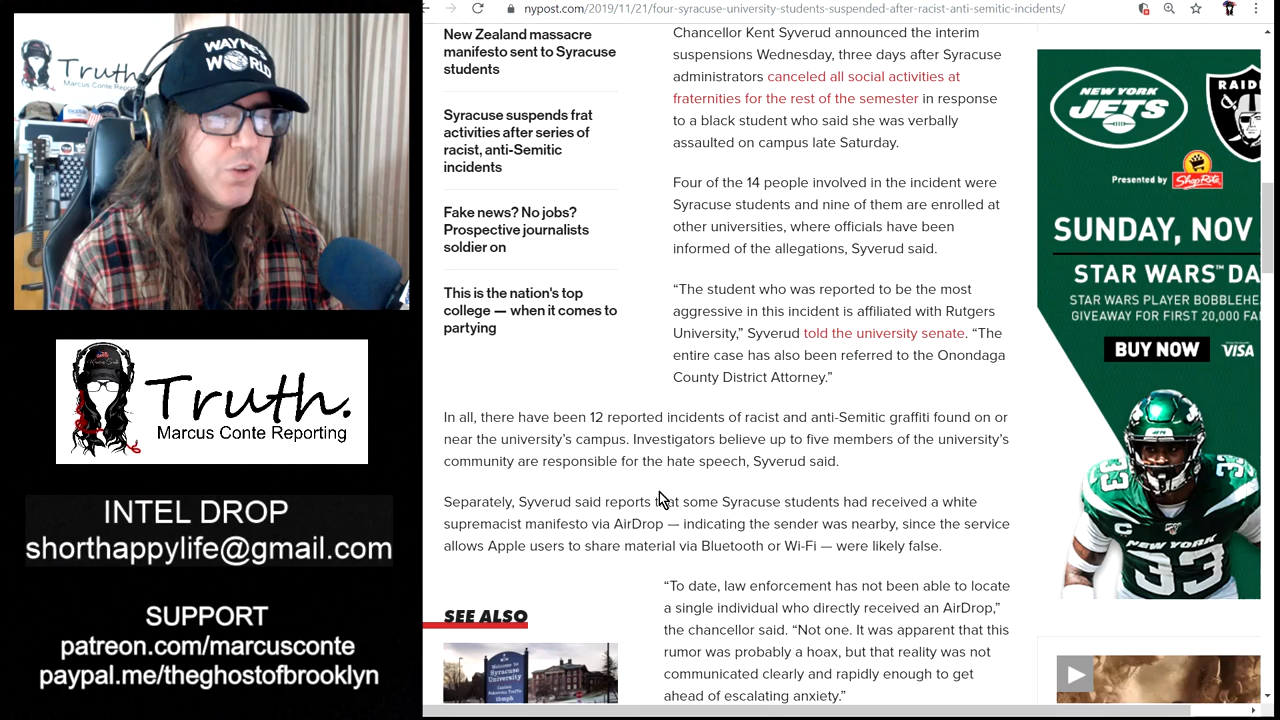 nypost.com/2019/11/21/four-syracuse-university-students-suspended-after-racist-anti-semitic-incidents/
Truth.
Marcus Conte Reporting
WAYNE'S
WORLD
Truth.
Marcus Conte Reporting
INTEL DROP
shorthappylife@gmail.com
SUPPORT
patreon.com/marcusconte
paypal.me/theghostofbrooklyn
New Zealand massacre
manifesto sent to Syracuse
students
Syracuse suspends frat
activities after series of
racist, anti-Semitic
incidents
Fake news? No jobs?
Prospective journalists
soldier on
This is the nation's top
college — when it comes to
partying
Chancellor Kent Syverud announced the interim
suspensions Wednesday, three days after Syracuse
administrators canceled all social activities at
fraternities for the rest of the semester in response
to a black student who said she was verbally
assaulted on campus late Saturday.
Four of the 14 people involved in the incident were
Syracuse students and nine of them are enrolled at
other universities, where officials have been
informed of the allegations, Syverud said.
“The student who was reported to be the most
aggressive in this incident is affiliated with Rutgers
University,” Syverud told the university senate. “The
entire case has also been referred to the Onondaga
County District Attorney.”
In all, there have been 12 reported incidents of racist and anti-Semitic graffiti found on or
near the university’s campus. Investigators believe up to five members of the university’s
community are responsible for the hate speech, Syverud said.
Separately, Syverud said reports that some Syracuse students had received a white
supremacist manifesto via AirDrop — indicating the sender was nearby, since the service
allows Apple users to share material via Bluetooth or Wi-Fi — were likely false.
SEE ALSO
Welcome to
Syracuse
University
“To date, law enforcement has not been able to locate
a single individual who directly received an AirDrop,”
the chancellor said. “Not one. It was apparent that this
rumor was probably a hoax, but that reality was not
communicated clearly and rapidly enough to get
ahead of escalating anxiety.”
NEW YORK
JETS
RAID
Presented by
ShopRite
SUNDAY, NOV
STAR WARS™ DA
STAR WARS PLAYER BOBBLEHE
GIVEAWAY FOR FIRST 20,000 FA
BUY NOW
VISA
33
C
NEW YORK
33